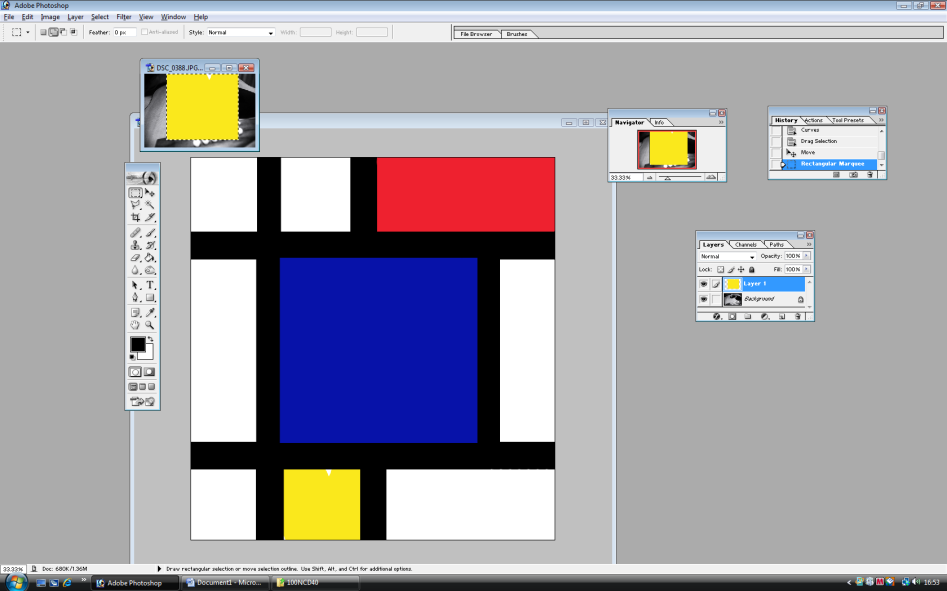 Adobe Photoshop
File Edit Image Layer Select Filter View Window Help
Feather: 0 px Anti-aliased Style: Normal Width: Height:
File Browser Brushes
DSC_0388.JPG...
Navigator Info
33.33%
History Actions Tool Presets
Curves
Drag Selection
Move
Rectangular Marquee
Layers Channels Paths
Normal Opacity: 100%
Lock: Fill: 100%
Layer 1
Background
33.33% Doc: 680K/1.36M Draw rectangular selection or move selection outline. Use Shift, Alt, and Ctrl for additional options.
Adobe Photoshop Document1 - Micro... 100NCD40 16:53